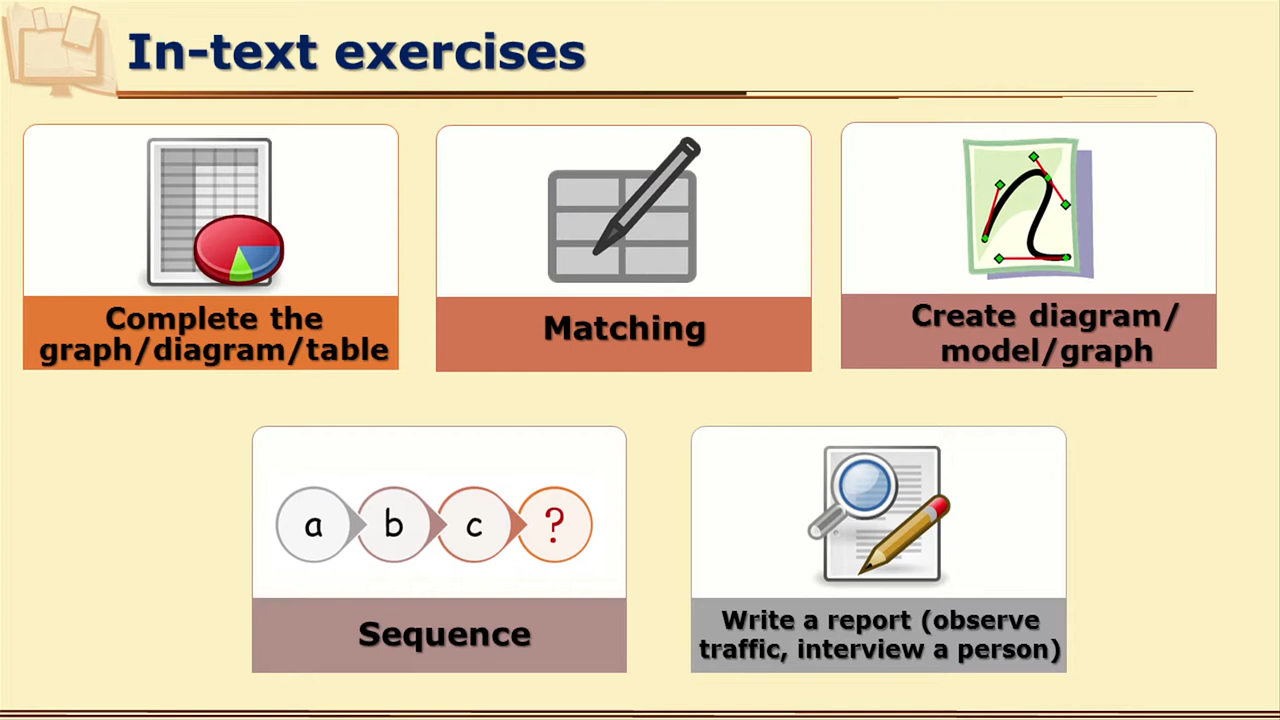 In-text exercises
Complete the
graph/diagram/table
Matching
Create diagram/
model/graph
a b c ?
Sequence
Write a report (observe
traffic, interview a person)